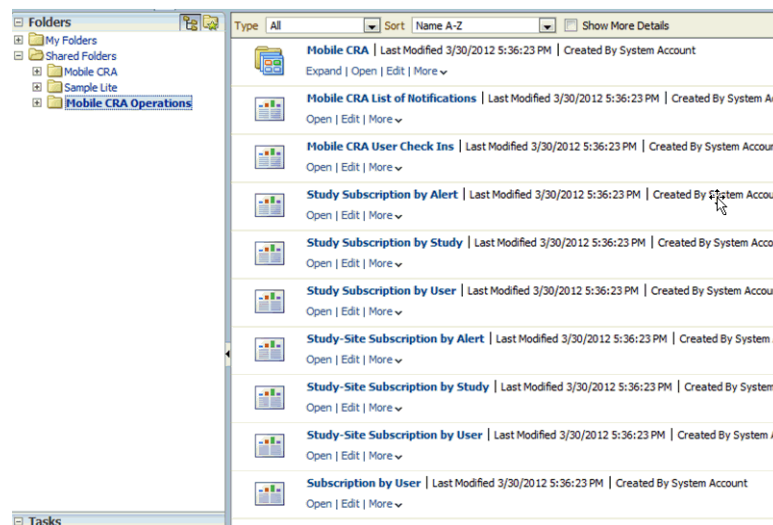 Folders
My Folders
Shared Folders
Mobile CRA
Sample Lite
Mobile CRA Operations
Tasks
Type All Sort Name A-Z Show More Details
Mobile CRA | Last Modified 3/30/2012 5:36:23 PM | Created By System Account
Expand | Open | Edit | More
Mobile CRA List of Notifications | Last Modified 3/30/2012 5:36:23 PM | Created By System A
Open | Edit | More
Mobile CRA User Check Ins | Last Modified 3/30/2012 5:36:23 PM | Created By System Accoun
Open | Edit | More
Study Subscription by Alert | Last Modified 3/30/2012 5:36:23 PM | Created By System Accou
Open | Edit | More
Study Subscription by Study | Last Modified 3/30/2012 5:36:23 PM | Created By System Acco
Open | Edit | More
Study Subscription by User | Last Modified 3/30/2012 5:36:23 PM | Created By System Accou
Open | Edit | More
Study-Site Subscription by Alert | Last Modified 3/30/2012 5:36:23 PM | Created By System
Open | Edit | More
Study-Site Subscription by Study | Last Modified 3/30/2012 5:36:23 PM | Created By System
Open | Edit | More
Study-Site Subscription by User | Last Modified 3/30/2012 5:36:23 PM | Created By System
Open | Edit | More
Subscription by User | Last Modified 3/30/2012 5:36:23 PM | Created By System Account
Open | Edit | More